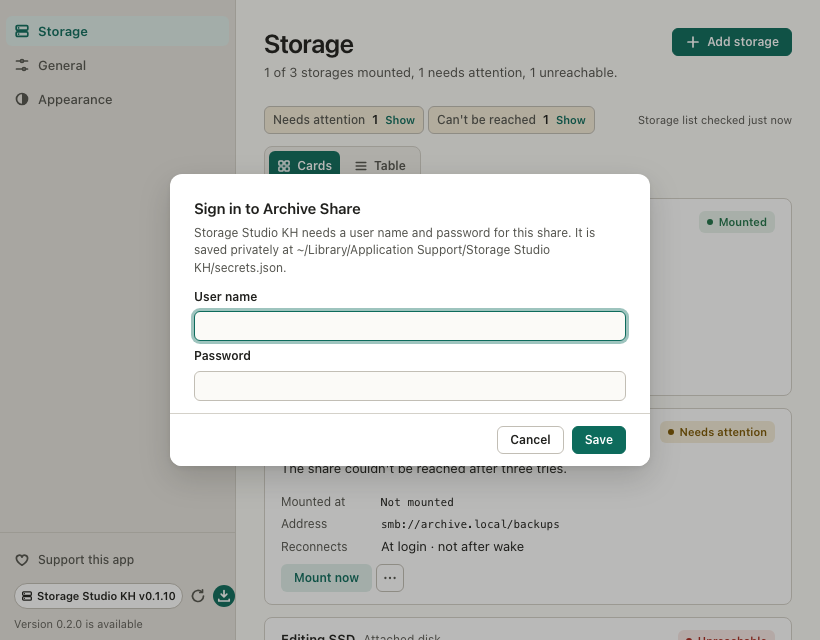 Storage
General
Appearance
Storage
Add storage
1 of 3 storages mounted, 1 needs attention, 1 unreachable.
Needs attention 1 Show
Can't be reached 1 Show
Storage list checked just now
Cards
Table
Mounted
Sign in to Archive Share
Storage Studio KH needs a user name and password for this share. It is
saved privately at ~/Library/Application Support/Storage Studio
KH/secrets.json.
User name
Password
Cancel
Save
Needs attention
The share couldn't be reached after three tries.
Mounted at Not mounted
Address smb://archive.local/backups
Reconnects At login · not after wake
Mount now
Editing SSD Attached disk
Unreachable
Support this app
Storage Studio KH v0.1.10
Version 0.2.0 is available